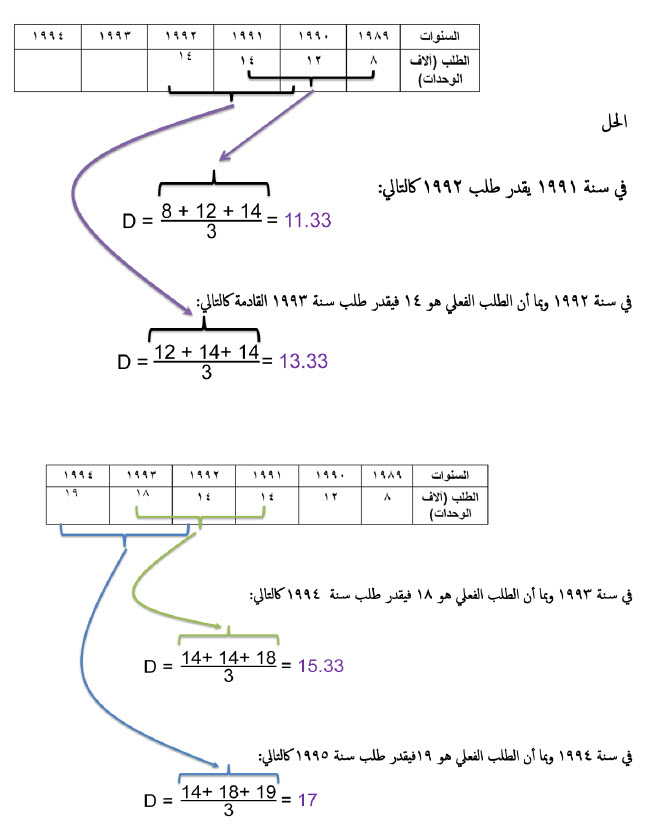 السنوات ١٩٨٩ ١٩٩٠ ١٩٩١ ١٩٩٢ ١٩٩٣ ١٩٩٤
الطلب (آلاف الوحدات) ٨ ١٢ ١٤ ١٤
الحل
في سنة ١٩٩١ يقدر طلب ١٩٩٢ كالتالي:
D = 8 + 12 + 14 / 3 = 11.33
في سنة ١٩٩٢ وبما أن الطلب الفعلي هو ١٤ فيقدر طلب سنة ١٩٩٣ القادمة كالتالي:
D = 12 + 14+ 14 / 3 = 13.33
السنوات ١٩٨٩ ١٩٩٠ ١٩٩١ ١٩٩٢ ١٩٩٣ ١٩٩٤
الطلب (آلاف الوحدات) ٨ ١٢ ١٤ ١٤ ١٨ ١٩
في سنة ١٩٩٣ وبما أن الطلب الفعلي هو ١٨ فيقدر طلب سنة ١٩٩٤ كالتالي:
D = 14+ 14+ 18 / 3 = 15.33
في سنة ١٩٩٤ وبما أن الطلب الفعلي هو ١٩ فيقدر طلب سنة ١٩٩٥ كالتالي:
D = 14+ 18+ 19 / 3 = 17